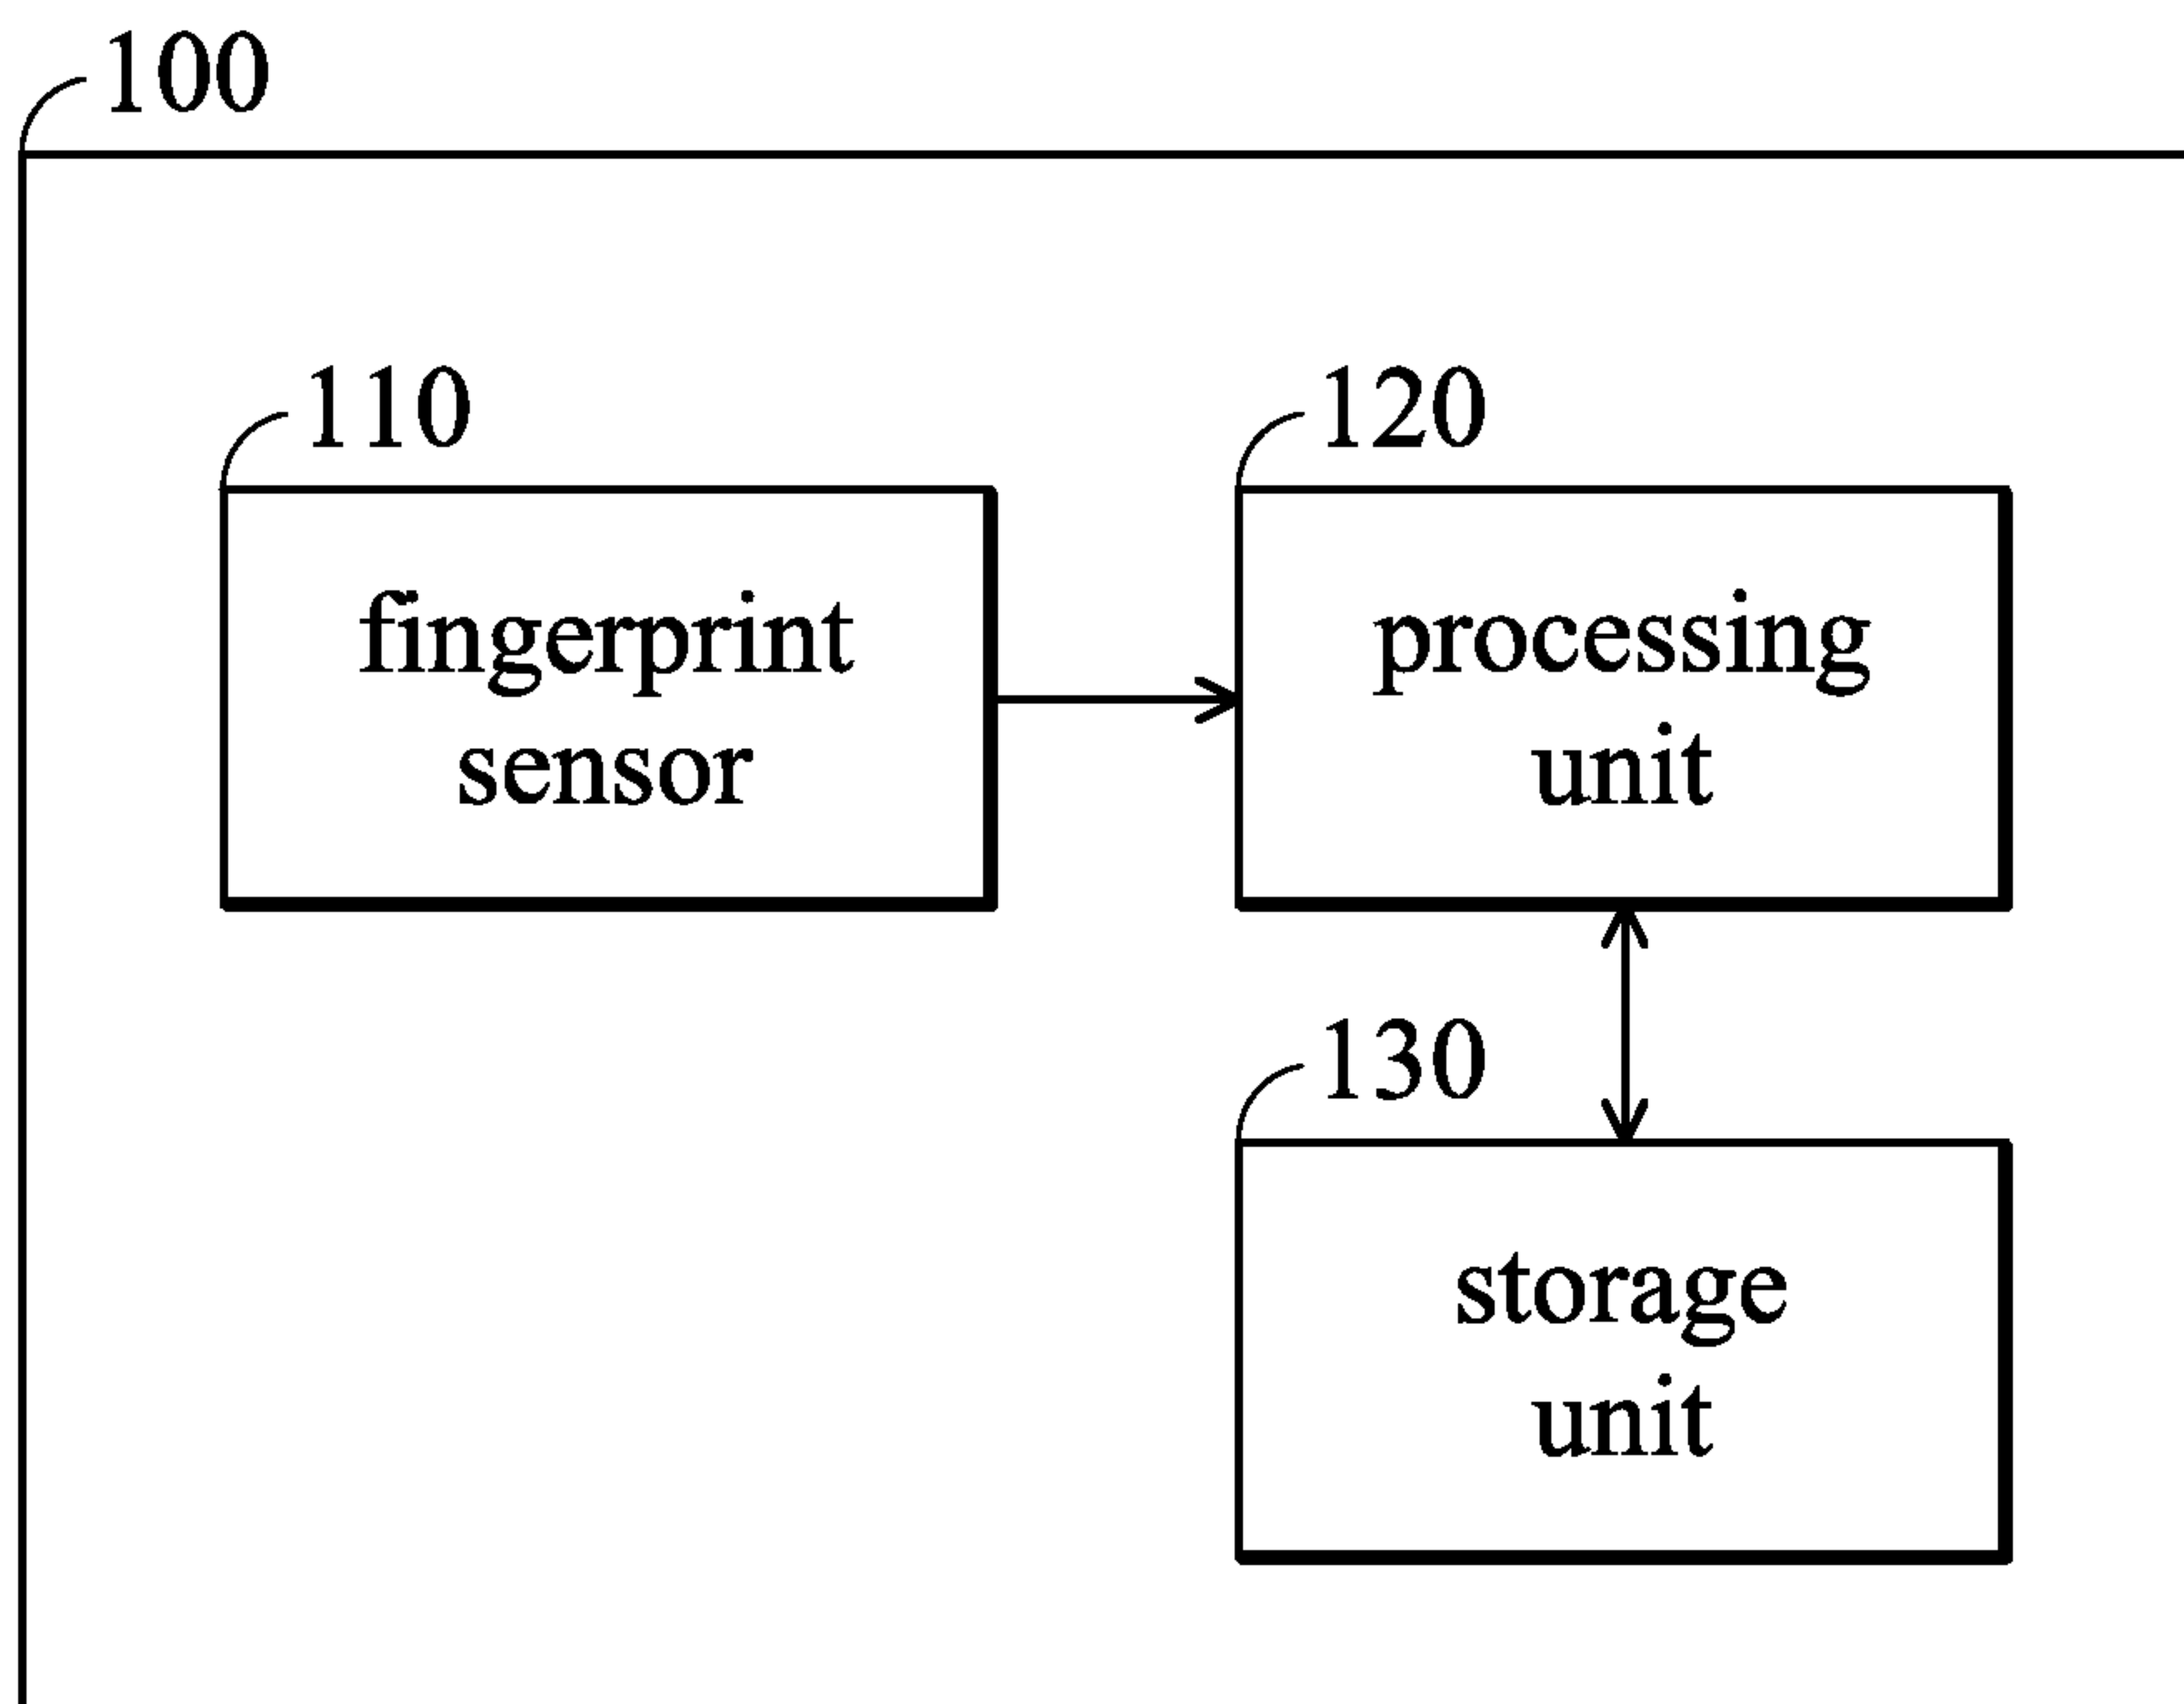 100
110
fingerprint
sensor
120
processing
unit
130
storage
unit